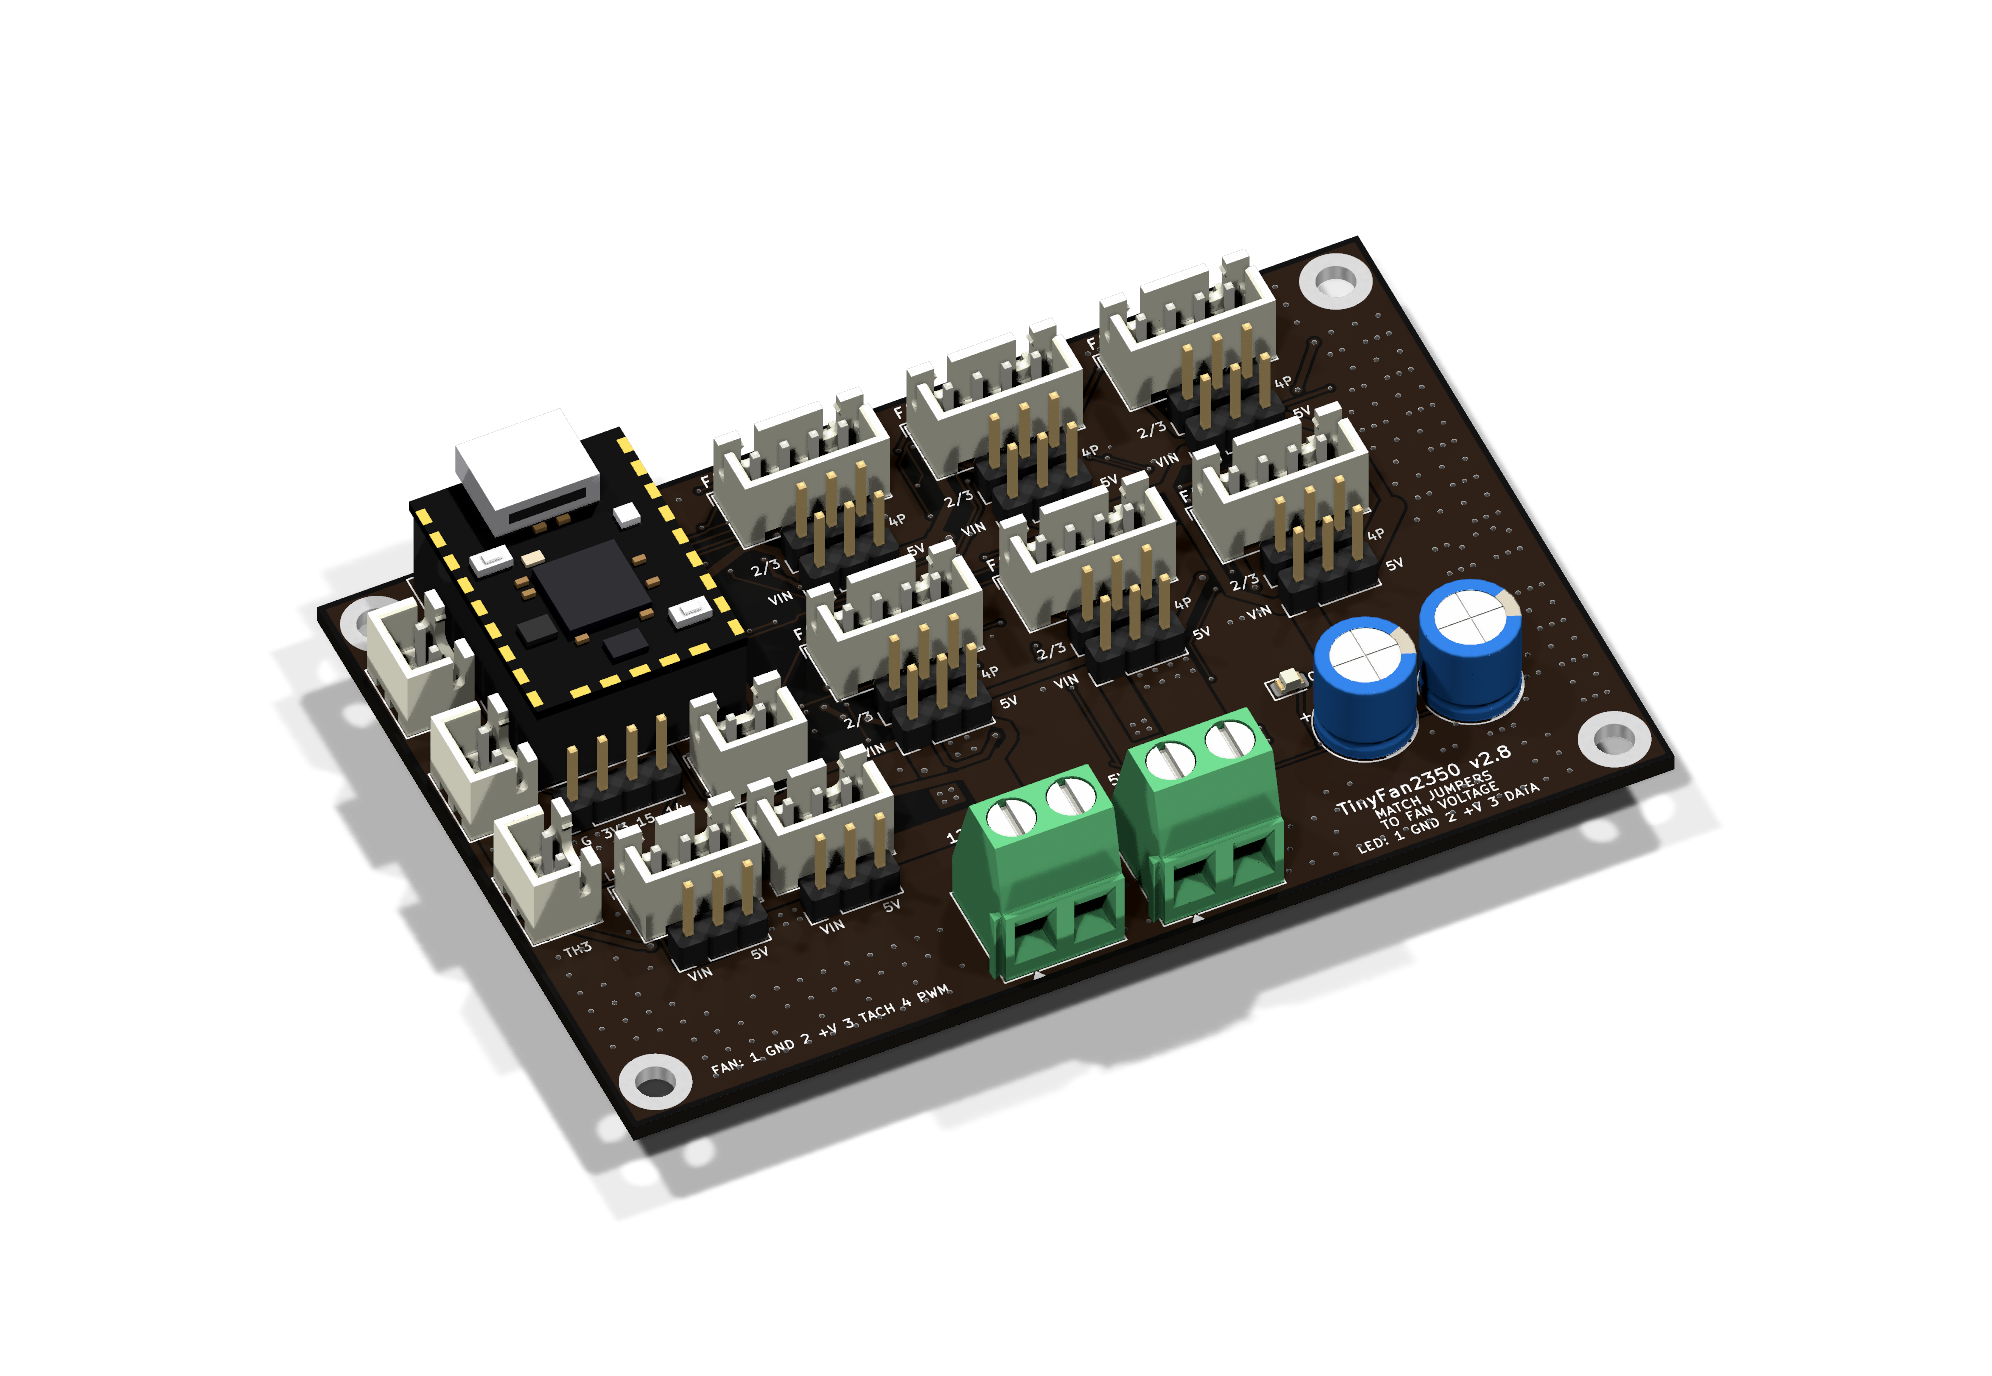 4P
5V
2/3
VIN
4P
5V
2/3
VIN
4P
5V
2/3
VIN
4P
5V
2/3
VIN
4P
5V
2/3
VIN
4P
5V
2/3
VIN
G 3V3 15 14
TH3
VIN 5V
VIN 5V
TinyFan2350 v2.8
MATCH JUMPERS
TO FAN VOLTAGE
LED: 1 GND 2 +V 3 DATA
FAN: 1 GND 2 +V 3 TACH 4 PWM